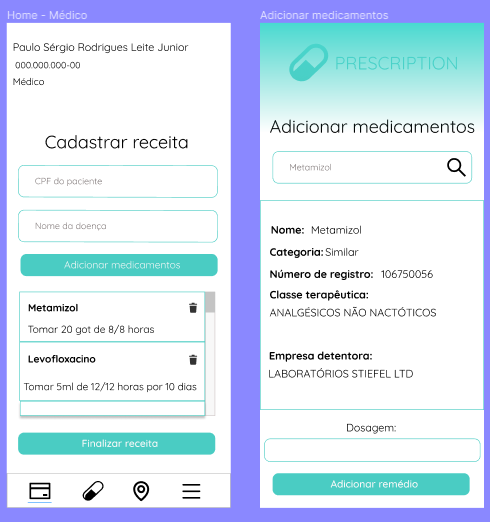 Home - Médico
Paulo Sérgio Rodrigues Leite Junior
000.000.000-00
Médico
Cadastrar receita
CPF do paciente
Nome da doença
Adicionar medicamentos
Metamizol
Tomar 20 got de 8/8 horas
Levofloxacino
Tomar 5ml de 12/12 horas por 10 dias
Finalizar receita
Adicionar medicamentos
PRESCRIPTION
Adicionar medicamentos
Metamizol
Nome: Metamizol
Categoria: Similar
Número de registro: 106750056
Classe terapêutica:
ANALGÉSICOS NÃO NACTÓTICOS
Empresa detentora:
LABORATÓRIOS STIEFEL LTD
Dosagem:
Adicionar remédio